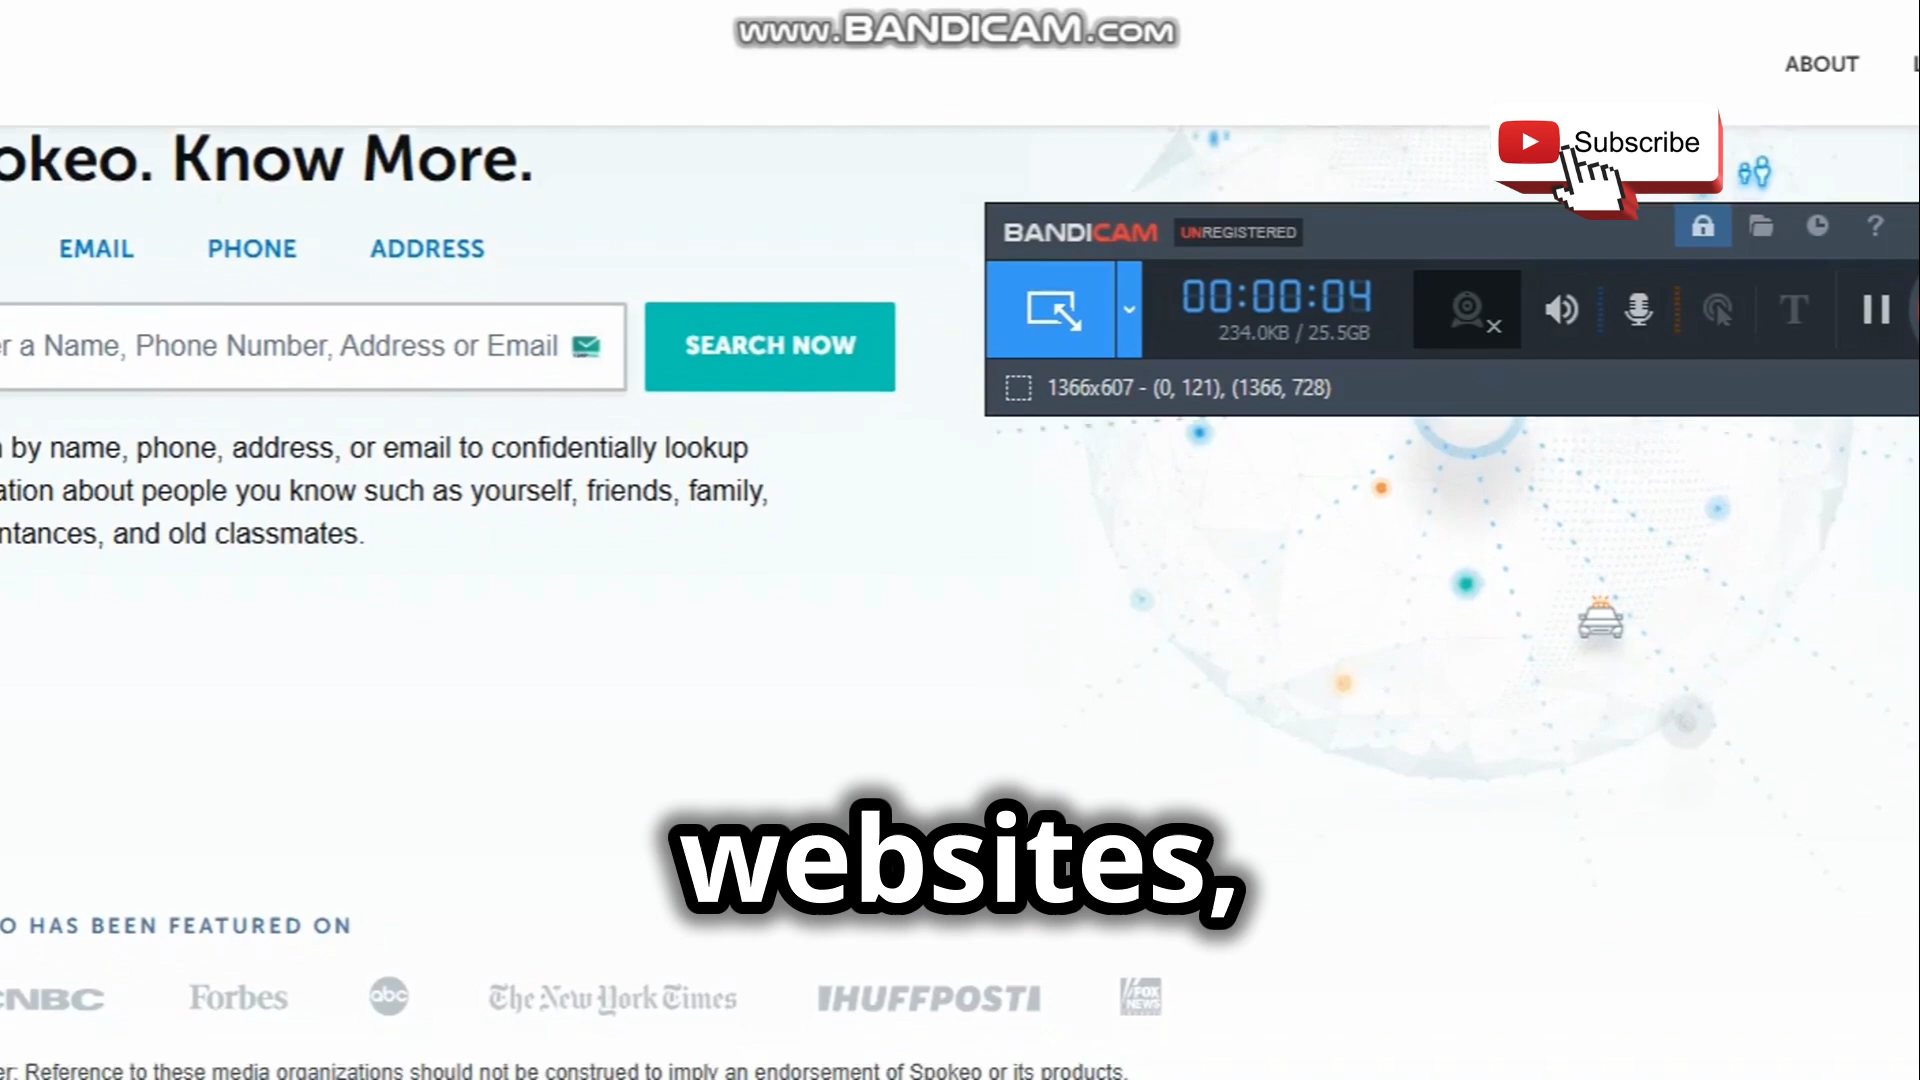 www.BANDICAM.com
ABOUT
okeo. Know More.
Subscribe
EMAIL PHONE ADDRESS
BANDICAM UNREGISTERED
?
00:00:04
234.0KB / 25.5GB
T
r a Name, Phone Number, Address or Email
SEARCH NOW
1366x607 - (0, 121), (1366, 728)
by name, phone, address, or email to confidentially lookup
ation about people you know such as yourself, friends, family,
ntances, and old classmates.
websites,
O HAS BEEN FEATURED ON
CNBC Forbes abc The New York Times HUFFPOST FOX NEWS
er: Reference to these media organizations should not be construed to imply an endorsement of Spokeo or its products.